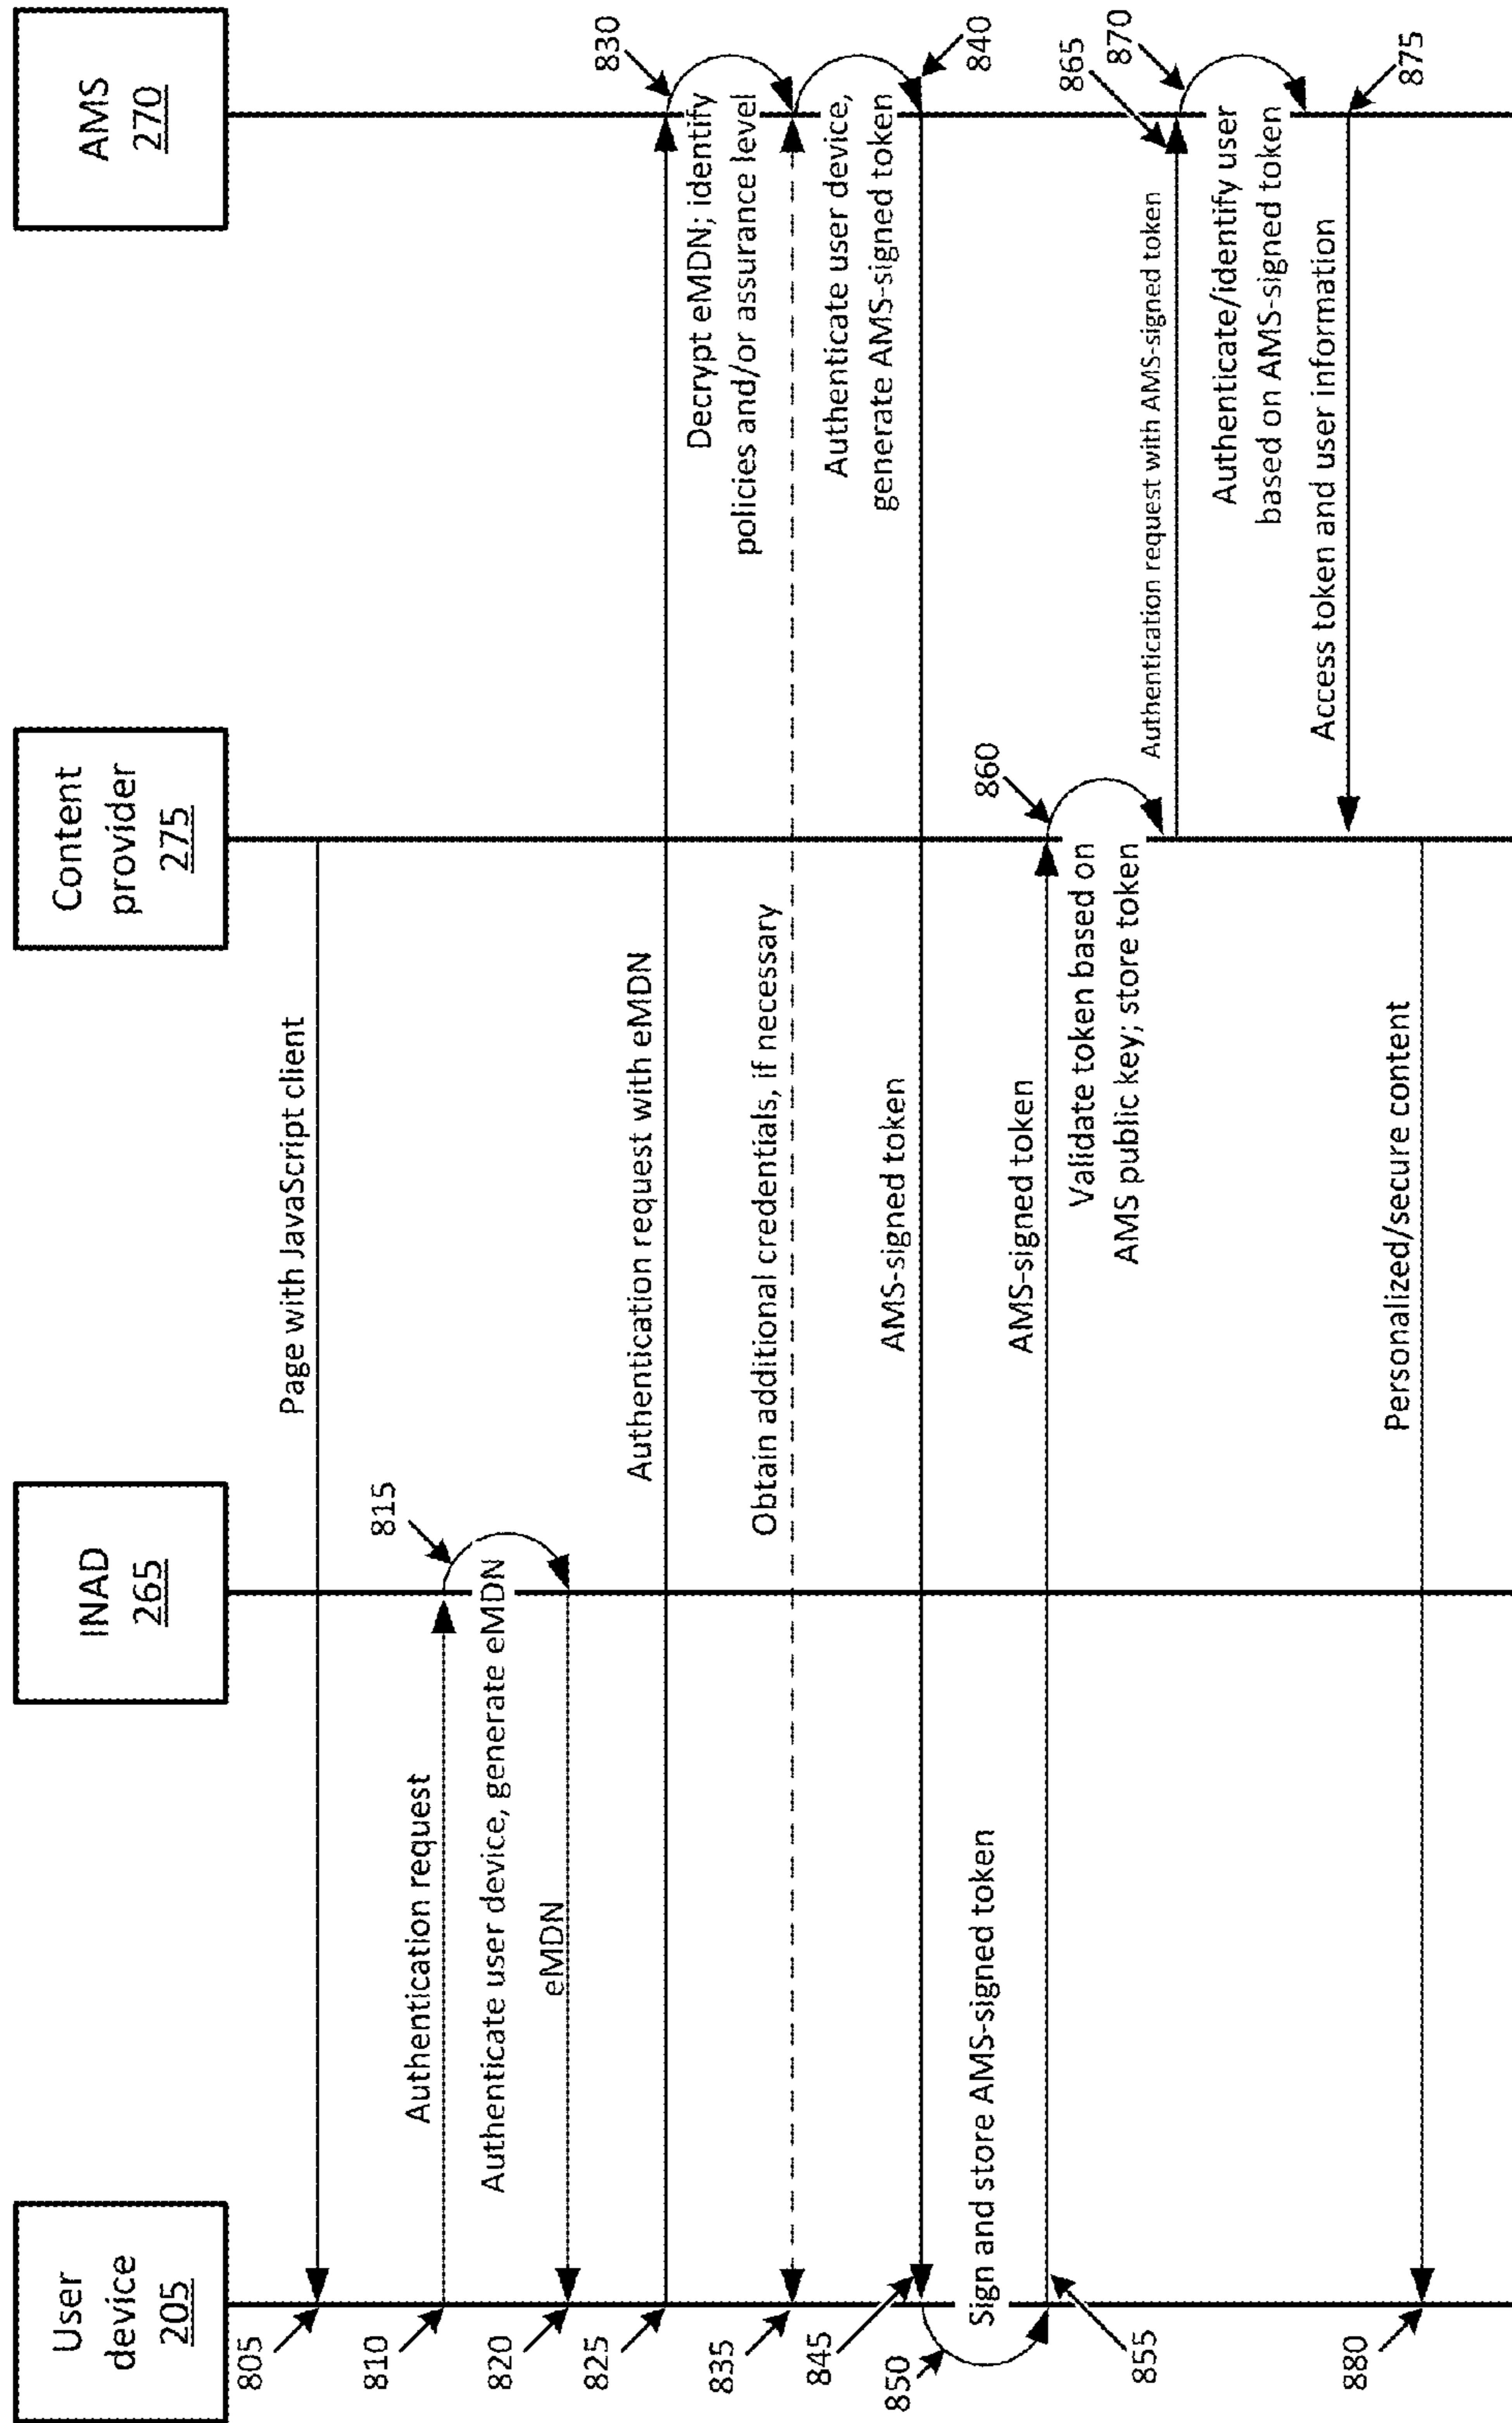 User
device
205
INAD
265
Content
provider
275
AMS
270
805
Page with JavaScript client
810
Authentication request
815
Authenticate user device, generate eMDN
820
eMDN
825
Authentication request with eMDN
830
Decrypt eMDN; identify
policies and/or assurance level
835
Obtain additional credentials, if necessary
Authenticate user device,
generate AMS-signed token
840
845
AMS-signed token
850
Sign and store AMS-signed token
855
AMS-signed token
860
Validate token based on
AMS public key; store token
865
Authentication request with AMS-signed token
870
Authenticate/identify user
based on AMS-signed token
875
Access token and user information
880
Personalized/secure content